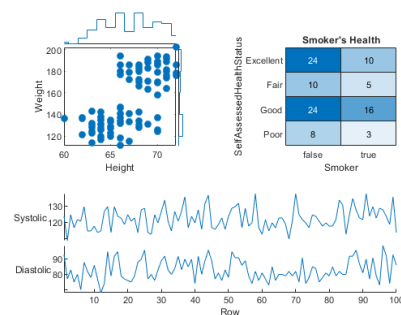 200
180
160
140
120
Weight
60
65
70
Height
Smoker's Health
SelfAssessedHealthStatus
Excellent 24 10
Fair 10 5
Good 24 16
Poor 8 3
false true
Smoker
Systolic
130
120
Diastolic
90
80
10 20 30 40 50 60 70 80 90 100
Row